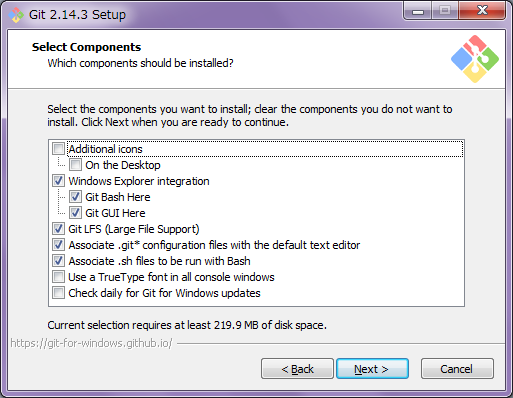 Git 2.14.3 Setup
Select Components
Which components should be installed?
Select the components you want to install; clear the components you do not want to
install. Click Next when you are ready to continue.
Additional icons
On the Desktop
Windows Explorer integration
Git Bash Here
Git GUI Here
Git LFS (Large File Support)
Associate .git* configuration files with the default text editor
Associate .sh files to be run with Bash
Use a TrueType font in all console windows
Check daily for Git for Windows updates
Current selection requires at least 219.9 MB of disk space.
https://git-for-windows.github.io/
< Back
Next >
Cancel